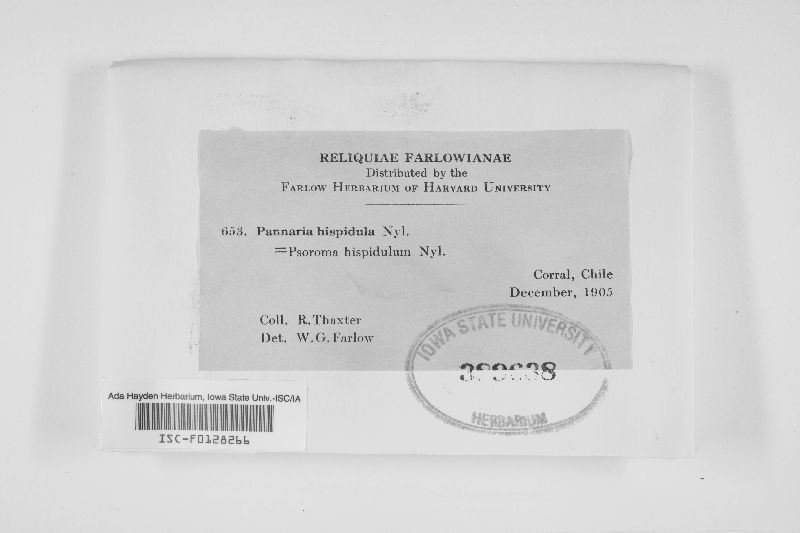 RELIQUIAE FARLOWIANAE
Distributed by the
FARLOW HERBARIUM OF HARVARD UNIVERSITY
653. Pannaria hispidula Nyl.
=Psoroma hispidulum Nyl.
Corral, Chile
December, 1905
Coll. R. Thaxter
Det. W. G. Farlow
IOWA STATE UNIVERSITY
HERBARIUM
Ada Hayden Herbarium, Iowa State Univ.-ISC/IA
ISC-F0128266